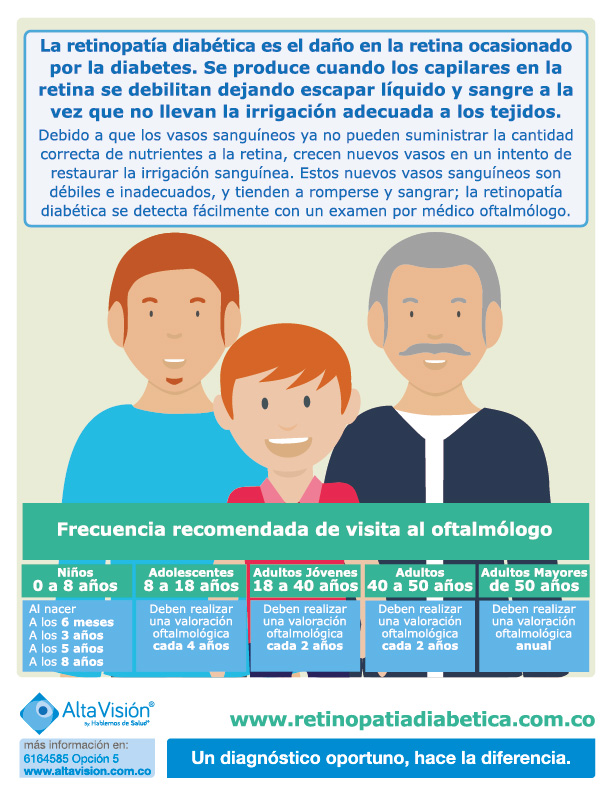 La retinopatía diabética es el daño en la retina ocasionado
por la diabetes. Se produce cuando los capilares en la
retina se debilitan dejando escapar líquido y sangre a la
vez que no llevan la irrigación adecuada a los tejidos.
Debido a que los vasos sanguíneos ya no pueden suministrar la cantidad
correcta de nutrientes a la retina, crecen nuevos vasos en un intento de
restaurar la irrigación sanguínea. Estos nuevos vasos sanguíneos son
débiles e inadecuados, y tienden a romperse y sangrar; la retinopatía
diabética se detecta fácilmente con un examen por médico oftalmólogo.
Frecuencia recomendada de visita al oftalmólogo
Niños
0 a 8 años
Al nacer
A los 6 meses
A los 3 años
A los 5 años
A los 8 años
Adolescentes
8 a 18 años
Deben realizar
una valoración
oftalmológica
cada 4 años
Adultos Jóvenes
18 a 40 años
Deben realizar
una valoración
oftalmológica
cada 2 años
Adultos
40 a 50 años
Deben realizar
una valoración
oftalmológica
cada 2 años
Adultos Mayores
de 50 años
Deben realizar
una valoración
oftalmológica
anual
AltaVisión®
By Hablemos de Salud®
www.retinopatiadiabetica.com.co
más información en:
6164585 Opción 5
www.altavision.com.co
Un diagnóstico oportuno, hace la diferencia.